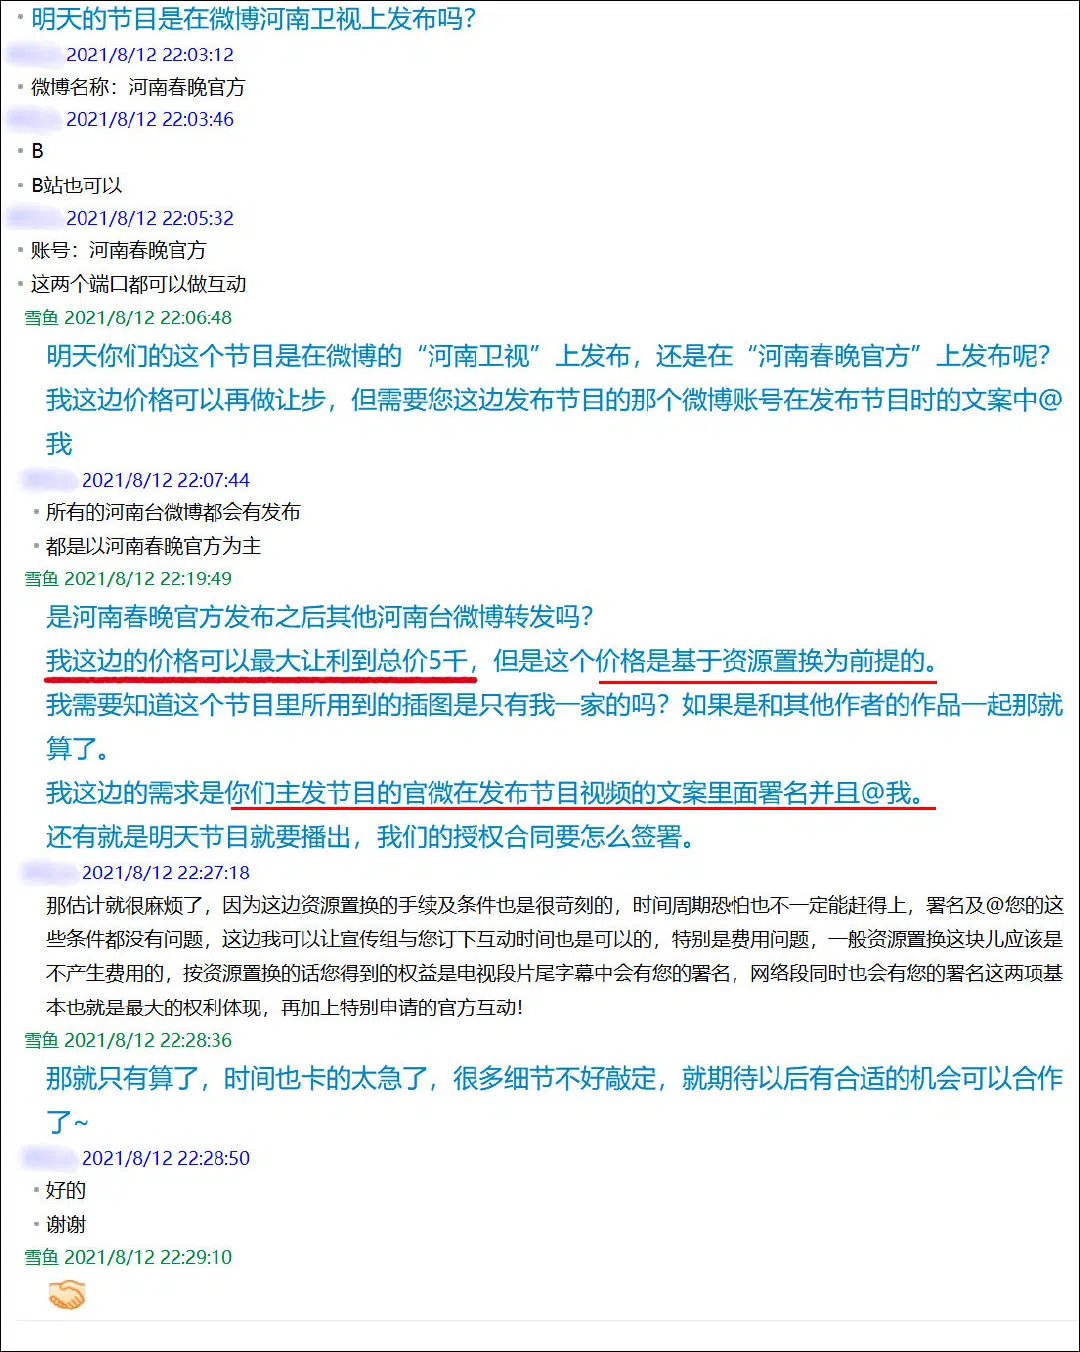 明天的节目是在微博河南卫视上发布吗？
2021/8/12 22:03:12
微博名称：河南春晚官方
2021/8/12 22:03:46
B
B站也可以
2021/8/12 22:05:32
账号：河南春晚官方
这两个端口都可以做互动
雪鱼 2021/8/12 22:06:48
明天你们的这个节目是在微博的“河南卫视”上发布，还是在“河南春晚官方”上发布呢？
我这边价格可以再做让步，但需要您这边发布节目的那个微博账号在发布节目时的文案中@
我
2021/8/12 22:07:44
所有的河南台微博都会有发布
都是以河南春晚官方为主
雪鱼 2021/8/12 22:19:49
是河南春晚官方发布之后其他河南台微博转发吗？
我这边的价格可以最大让利到总价5千，但是这个价格是基于资源置换为前提的。
我需要知道这个节目里所用到的插图是只有我一家的吗？如果是和其他作者的作品一起那就
算了。
我这边的需求是你们主发节目的官微在发布节目视频的文案里面署名并且@我。
还有就是明天节目就要播出，我们的授权合同要怎么签署。
2021/8/12 22:27:18
那估计就很麻烦了，因为这边资源置换的手续及条件也是很苛刻的，时间周期恐怕也不一定能赶得上，署名及@您的这
些条件都没有问题，这边我可以让宣传组与您订下互动时间也是可以的，特别是费用问题，一般资源置换这块儿应该是
不产生费用的，按资源置换的话您得到的权益是电视段片尾字幕中会有您的署名，网络段同时也会有您的署名这两项基
本也就是最大的权利体现，再加上特别申请的官方互动！
雪鱼 2021/8/12 22:28:36
那就只有算了，时间也卡的太急了，很多细节不好敲定，就期待以后有合适的机会可以合作
了~
2021/8/12 22:28:50
好的
谢谢
雪鱼 2021/8/12 22:29:10